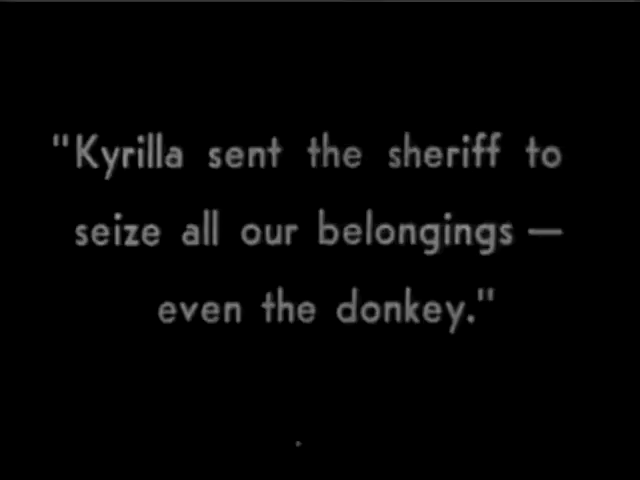 "Kyrilla sent the sheriff to
seize all our belongings —
even the donkey."